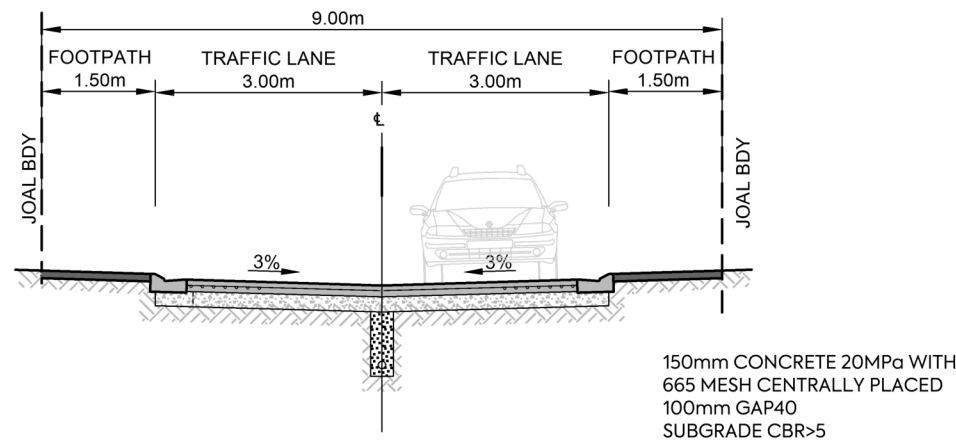 9.00m
FOOTPATH TRAFFIC LANE TRAFFIC LANE FOOTPATH
1.50m 3.00m 3.00m 1.50m
℄
JOAL BDY
JOAL BDY
3% 3%
150mm CONCRETE 20MPa WITH
665 MESH CENTRALLY PLACED
100mm GAP40
SUBGRADE CBR>5